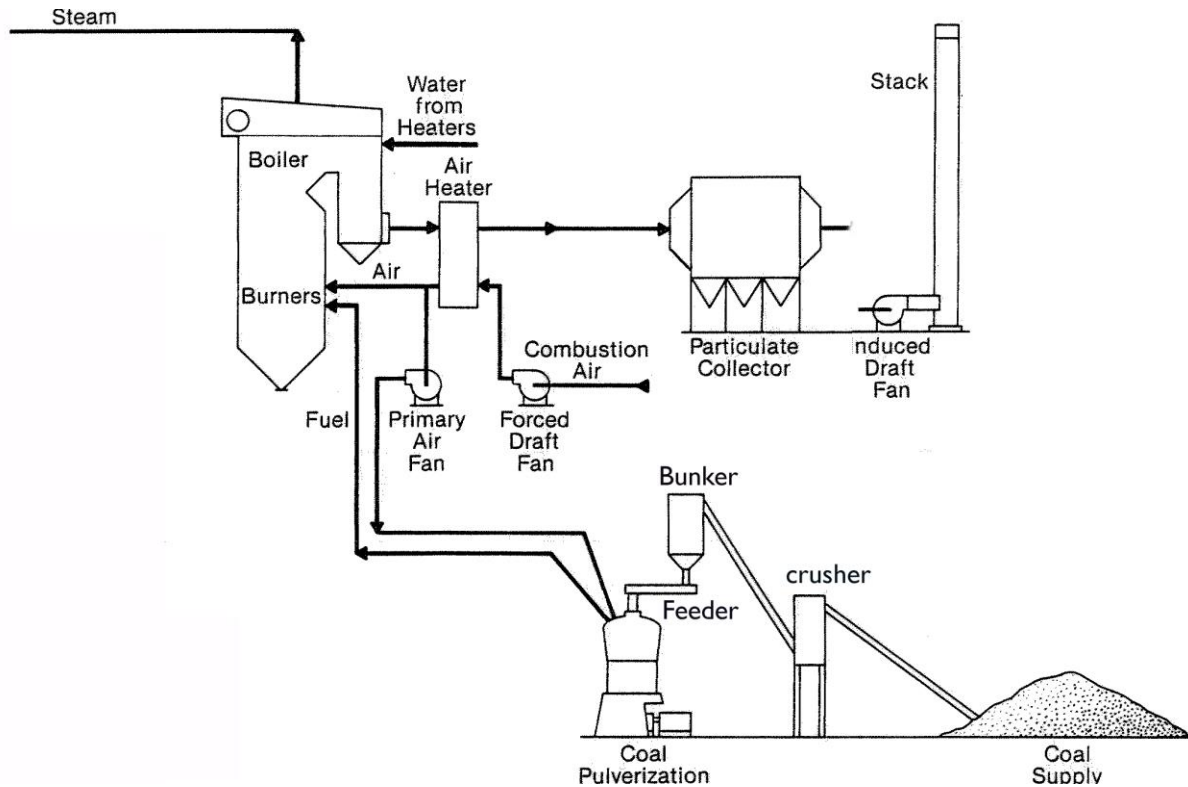 Steam
Water
from
Heaters
Stack
Boiler
Air
Heater
Air
Burners
Combustion
Air
Particulate
Collector
nduced
Draft
Fan
Fuel
Primary
Air
Fan
Forced
Draft
Fan
Bunker
crusher
Feeder
Coal
Pulverization
Coal
Supply